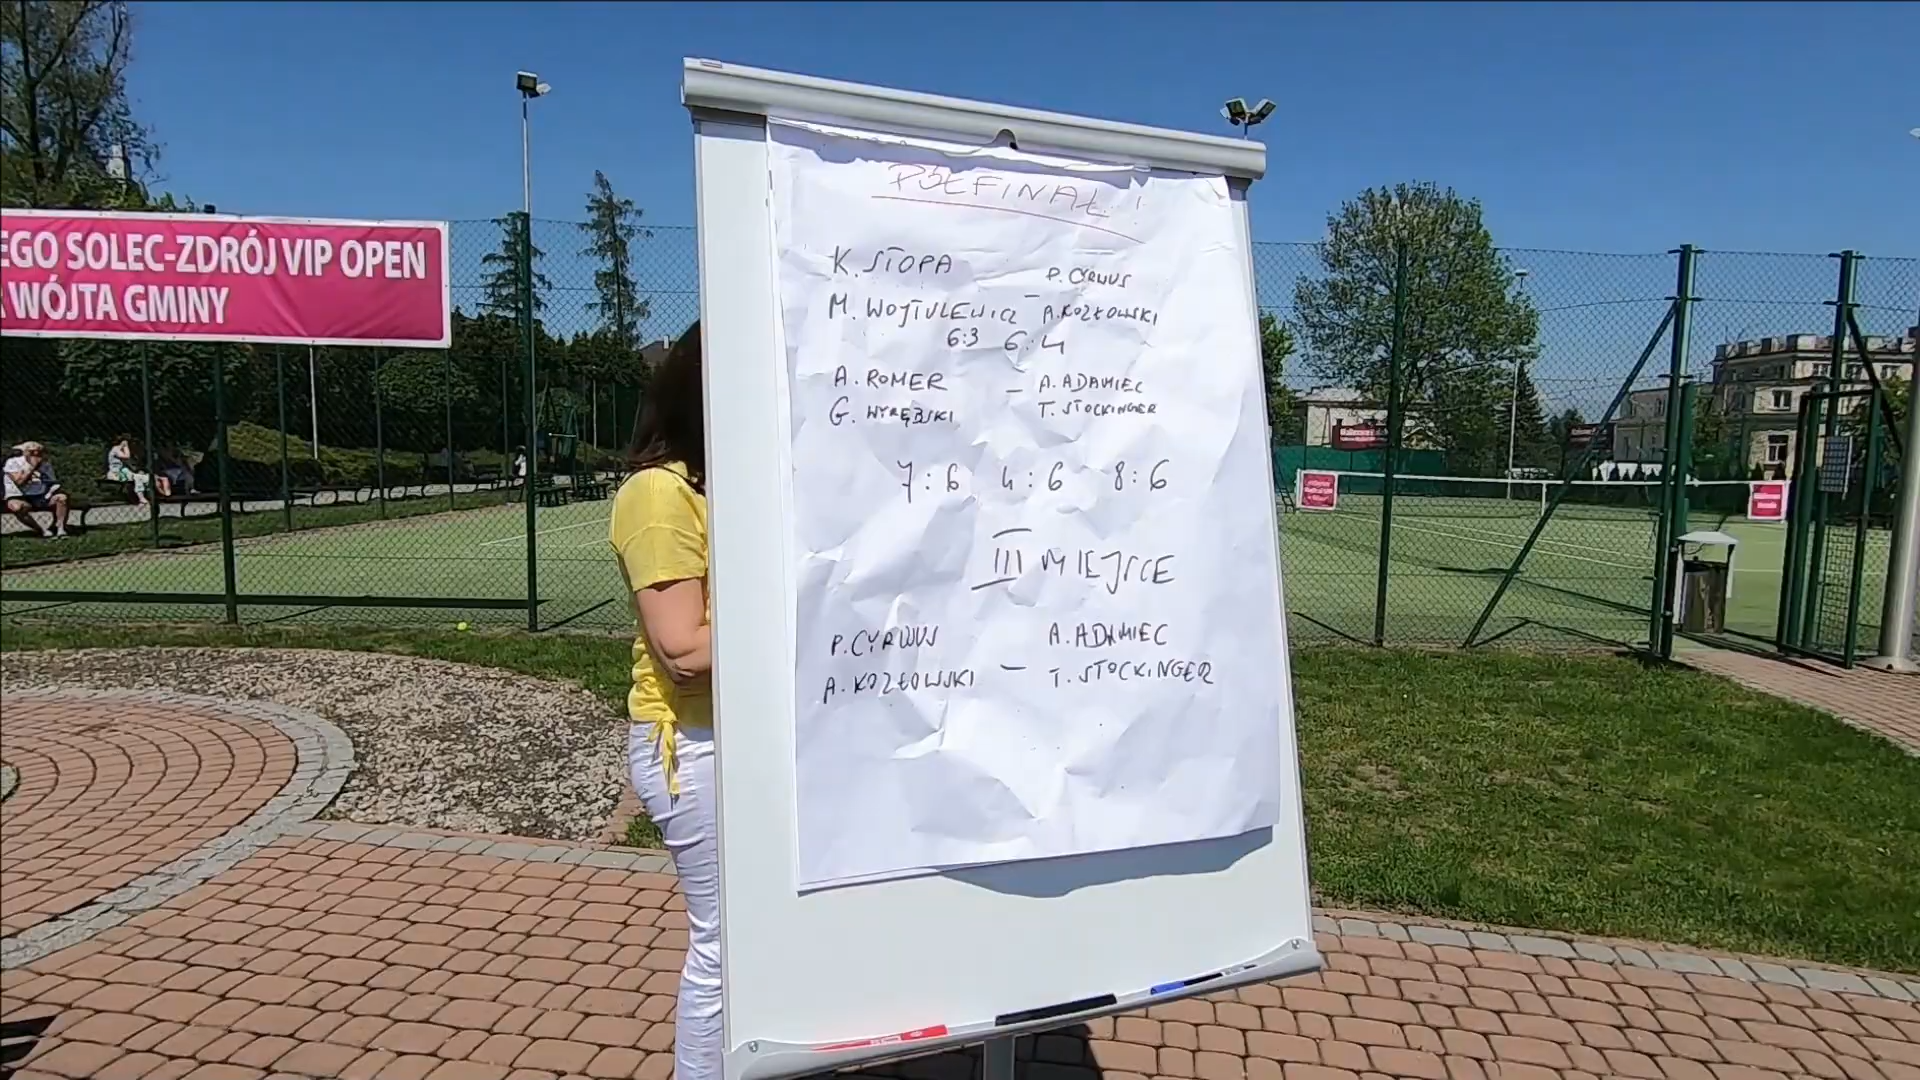 EGO SOLEC-ZDRÓJ VIP OPEN
WÓJTA GMINY
PÓŁFINAŁ!
K. STOPA
P. CYRWUS
M. WOJTULEWICZ – A. KOZŁOWSKI
6:3 6:4
A. ROMER – A. ADAMIEC
G. WYRĘBSKI T. STOCKINGER
7:6 4:6 8:6
III MIEJSCE
P. CYRWUS A. ADAMIEC
A. KOZŁOWSKI – T. STOCKINGER